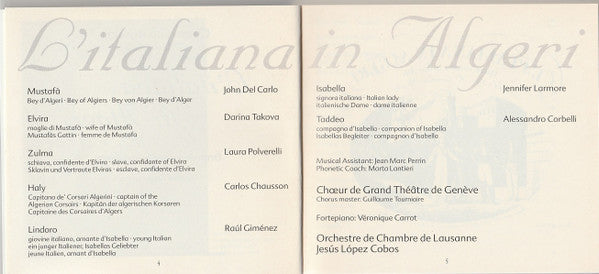 L'italiana in Algeri
Mustafà John Del Carlo
Bey d'Algeri · Bey of Algiers · Bey von Algier · Bey d'Alger
Elvira Darina Takova
moglie di Mustafà · wife of Mustafà
Mustafàs Gattin · femme de Mustafà
Zulma Laura Polverelli
schiava, confidente d'Elvira · slave, confidante of Elvira
Sklavin und Vertraute Elviras · esclave, confidente d'Elvira
Haly Carlos Chausson
Capitano de' Corsari Algerini · captain of the
Algerian Corsairs · Kapitän der algerischen Korsaren
Capitaine des Corsaires d'Algers
Lindoro Raúl Giménez
giovine italiano, amante d'Isabella · young Italian
ein junger Italiener, Isabellas Geliebter
jeune Italien, amant d'Isabella
4
Isabella Jennifer Larmore
signora italiana · Italian lady
italienische Dame · dame italienne
Taddeo Alessandro Corbelli
compagno d'Isabella · companion of Isabella
Isabellas Begleiter · compagnon d'Isabella
Musical Assistant: Jean Marc Perrin
Phonetic Coach: Marta Lantieri
Chœur de Grand Théâtre de Genève
Chorus master: Guillaume Tourniaire
Fortepiano: Véronique Carrot
Orchestre de Chambre de Lausanne
Jesús López Cobos
5